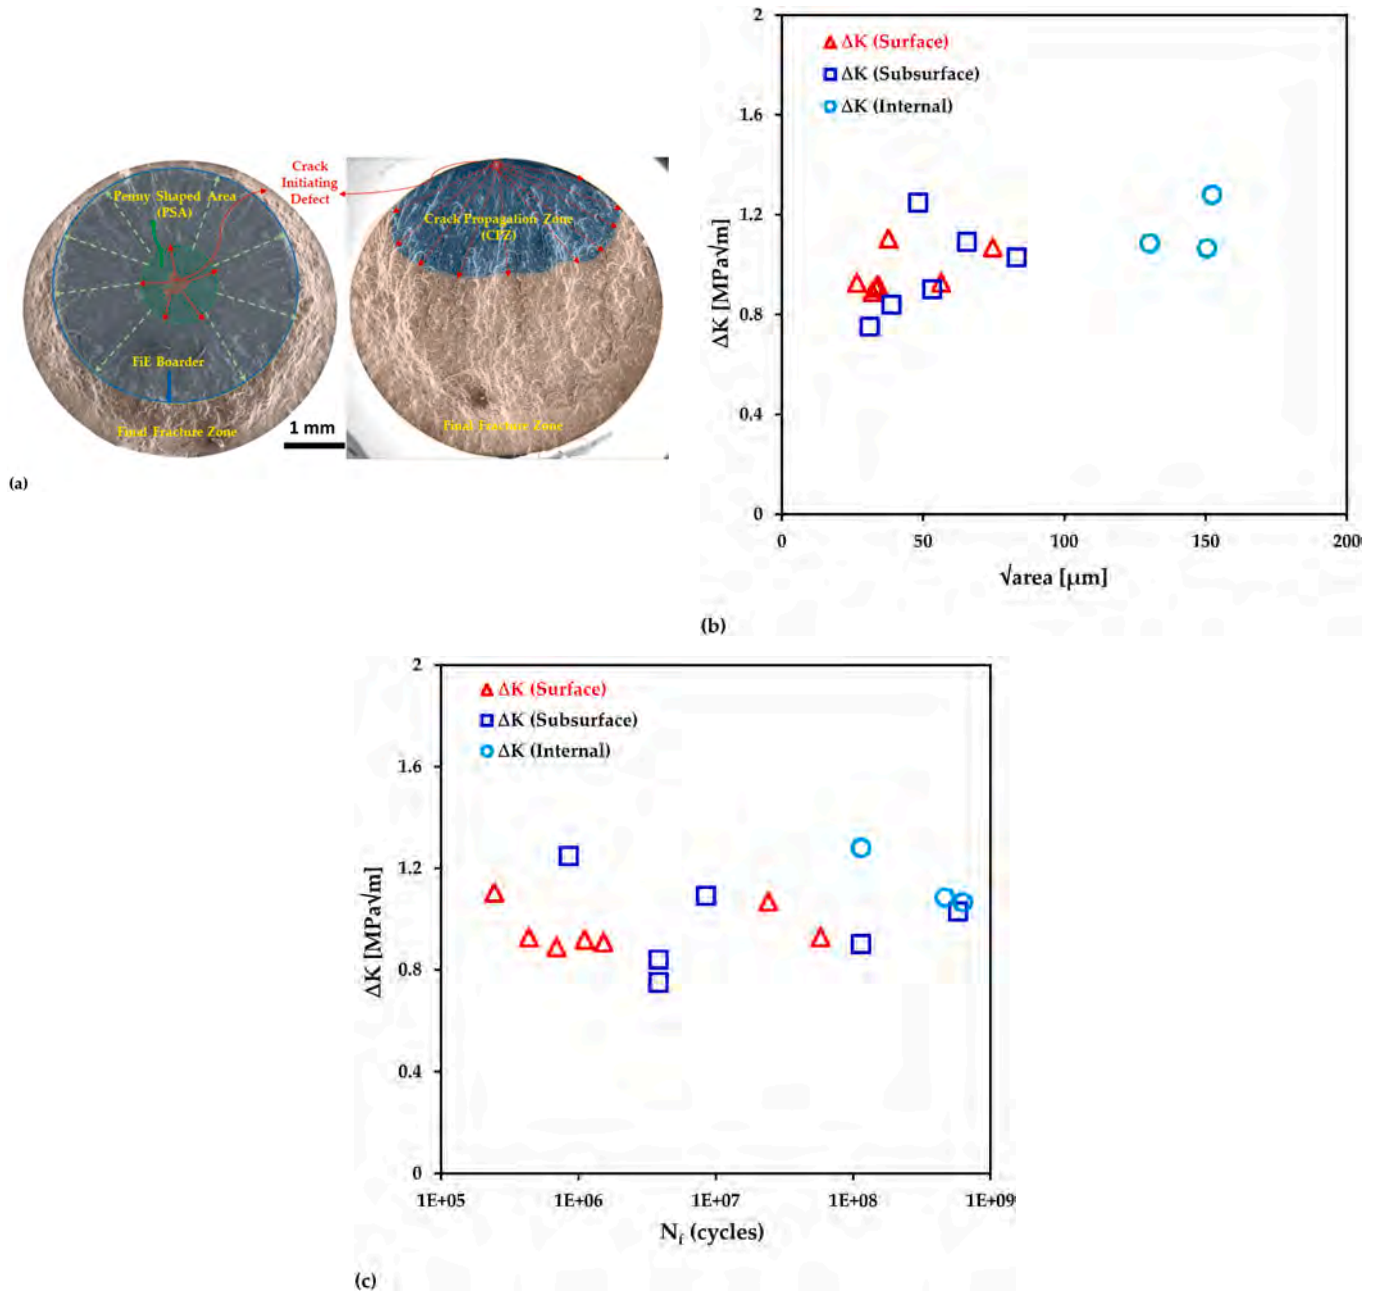 Crack
Initiating
Defect
Penny Shaped Area
(PSA)
FiE Boarder
Final Fracture Zone
1 mm
Crack Propagation Zone
(CPZ)
Final Fracture Zone
(a)
2
1.6
1.2
0.8
0.4
0
ΔK [MPa√m]
ΔK (Surface)
ΔK (Subsurface)
ΔK (Internal)
0 50 100 150 200
√area [µm]
(b)
2
1.6
1.2
0.8
0.4
0
ΔK [MPa√m]
ΔK (Surface)
ΔK (Subsurface)
ΔK (Internal)
1E+05 1E+06 1E+07 1E+08 1E+09
Nf (cycles)
(c)